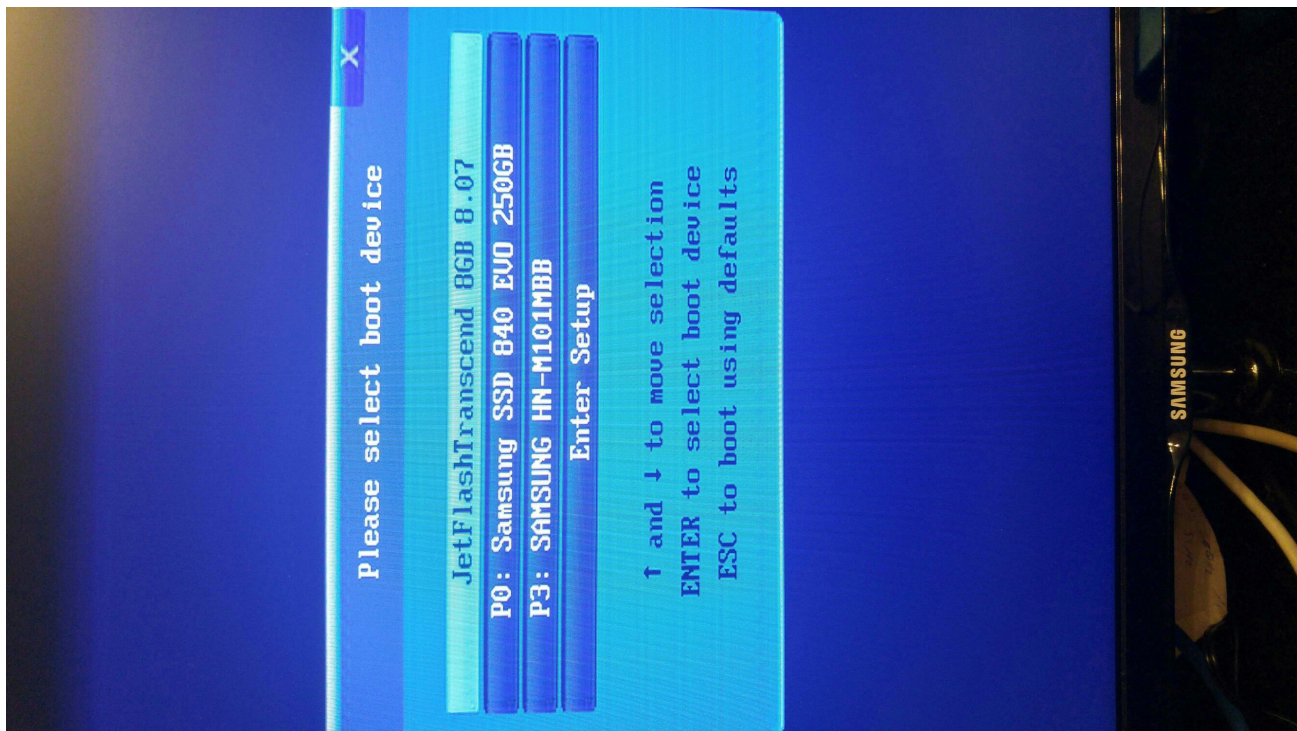 Please select boot device
X
JetFlashTranscend 8GB 8.07
P0: Samsung SSD 840 EVO 250GB
P3: SAMSUNG HN-M101MBB
Enter Setup
↑ and ↓ to move selection
ENTER to select boot device
ESC to boot using defaults
SAMSUNG